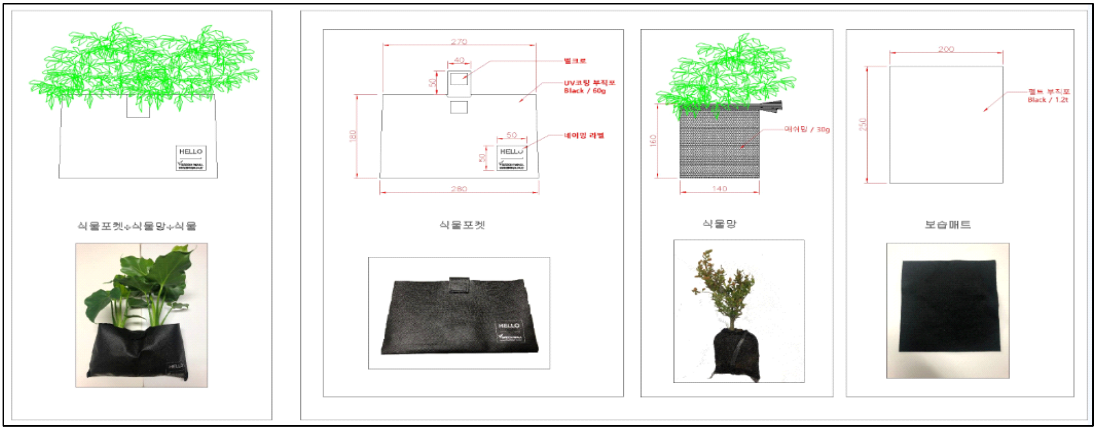 식물포켓+식물망+식물
HELLO
270
40
50
벨크로
UV코팅 부직포
Black / 60g
180
네이밍 라벨
50
50
HELLO
280
식물포켓
HELLO
160
메쉬망 / 30g
140
식물망
200
250
펠트 부직포
Black / 1.2t
보습매트
HELLO